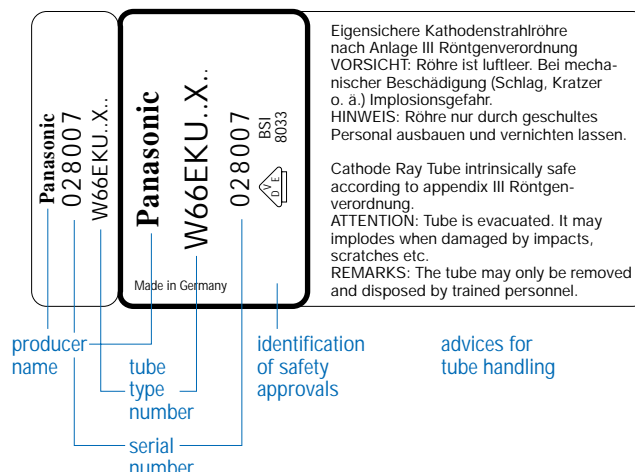 Panasonic
028007
W66EKU..X..
Panasonic
W66EKU..X..
028007
BSI
8033
DVE
Made in Germany
Eigensichere Kathodenstrahlröhre
nach Anlage III Röntgenverordnung
VORSICHT: Röhre ist luftleer. Bei mecha-
nischer Beschädigung (Schlag, Kratzer
o. ä.) Implosionsgefahr.
HINWEIS: Röhre nur durch geschultes
Personal ausbauen und vernichten lassen.
Cathode Ray Tube intrinsically safe
according to appendix III Röntgen-
verordnung.
ATTENTION: Tube is evacuated. It may
implodes when damaged by impacts,
scratches etc.
REMARKS: The tube may only be removed
and disposed by trained personnel.
producer
name
tube
type
number
serial
number
identification
of safety
approvals
advices for
tube handling